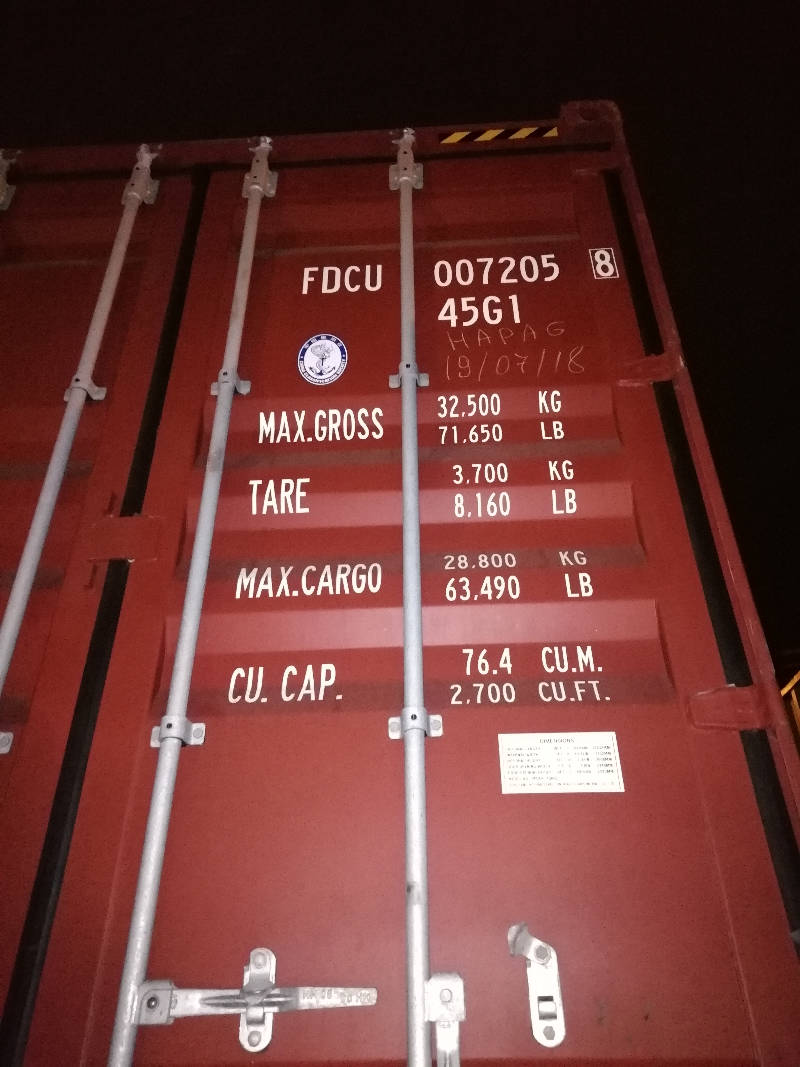 FDCU 007205 8
45G1
HAPAG
19/07/18
MAX.GROSS 32,500 KG
71,650 LB
TARE 3,700 KG
8,160 LB
MAX.CARGO 28,800 KG
63,490 LB
CU. CAP. 76.4 CU.M.
2,700 CU.FT.
DIMENSIONS